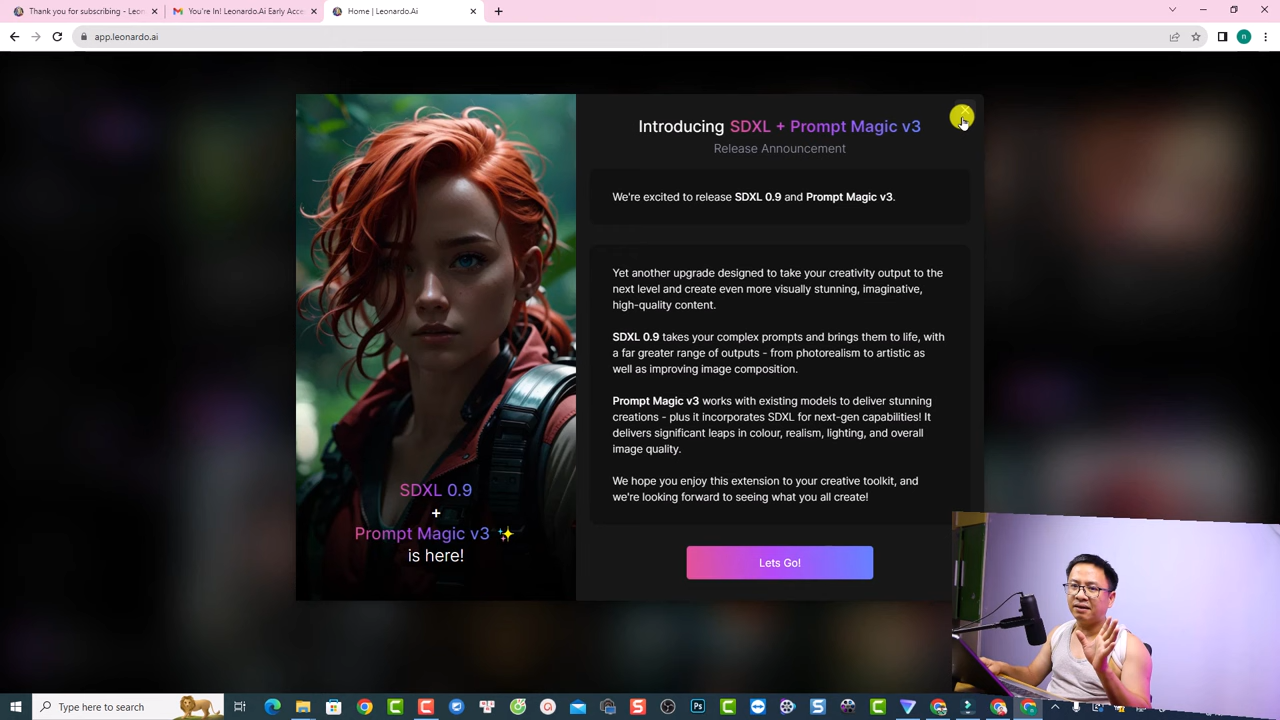 Thank you for subscribing - Leon
You're In! Leonardo.Ai Early Acce
Home | Leonardo.Ai
app.leonardo.ai
n
Introducing SDXL + Prompt Magic v3
Release Announcement
We're excited to release SDXL 0.9 and Prompt Magic v3.
Yet another upgrade designed to take your creativity output to the
next level and create even more visually stunning, imaginative,
high-quality content.
SDXL 0.9 takes your complex prompts and brings them to life, with
a far greater range of outputs - from photorealism to artistic as
well as improving image composition.
Prompt Magic v3 works with existing models to deliver stunning
creations - plus it incorporates SDXL for next-gen capabilities! It
delivers significant leaps in colour, realism, lighting, and overall
image quality.
We hope you enjoy this extension to your creative toolkit, and
we're looking forward to seeing what you all create!
Lets Go!
SDXL 0.9
+
Prompt Magic v3 ✨
is here!
Type here to search
Ps